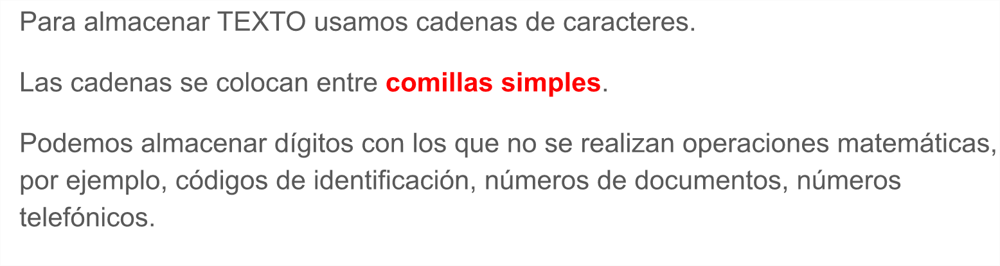 Para almacenar TEXTO usamos cadenas de caracteres.
Las cadenas se colocan entre comillas simples.
Podemos almacenar dígitos con los que no se realizan operaciones matemáticas,
por ejemplo, códigos de identificación, números de documentos, números
telefónicos.